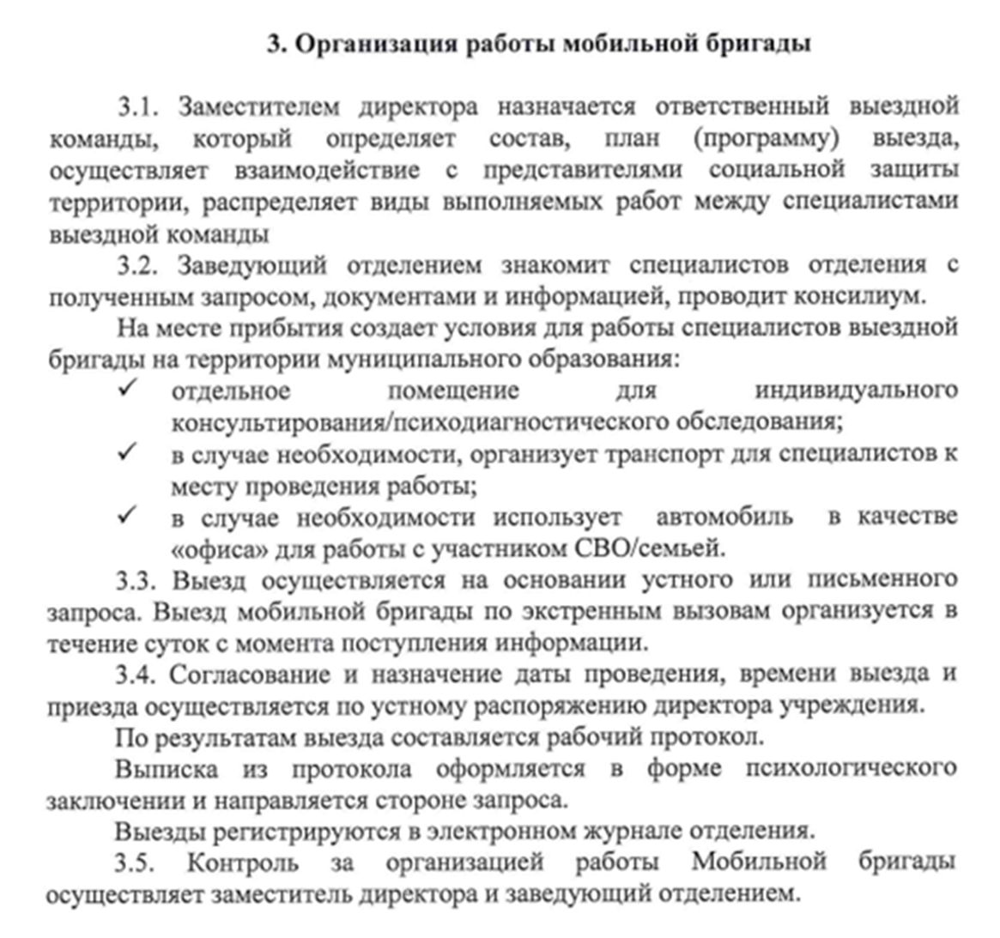 3. Организация работы мобильной бригады
3.1. Заместителем директора назначается ответственный выездной
команды, который определяет состав, план (программу) выезда,
осуществляет взаимодействие с представителями социальной защиты
территории, распределяет виды выполняемых работ между специалистами
выездной команды
3.2. Заведующий отделением знакомит специалистов отделения с
полученным запросом, документами и информацией, проводит консилиум.
На месте прибытия создает условия для работы специалистов выездной
бригады на территории муниципального образования:
✓ отдельное помещение для индивидуального
консультирования/психодиагностического обследования;
✓ в случае необходимости, организует транспорт для специалистов к
месту проведения работы;
✓ в случае необходимости использует автомобиль в качестве
«офиса» для работы с участником СВО/семьей.
3.3. Выезд осуществляется на основании устного или письменного
запроса. Выезд мобильной бригады по экстренным вызовам организуется в
течение суток с момента поступления информации.
3.4. Согласование и назначение даты проведения, времени выезда и
приезда осуществляется по устному распоряжению директора учреждения.
По результатам выезда составляется рабочий протокол.
Выписка из протокола оформляется в форме психологического
заключении и направляется стороне запроса.
Выезды регистрируются в электронном журнале отделения.
3.5. Контроль за организацией работы Мобильной бригады
осуществляет заместитель директора и заведующий отделением.